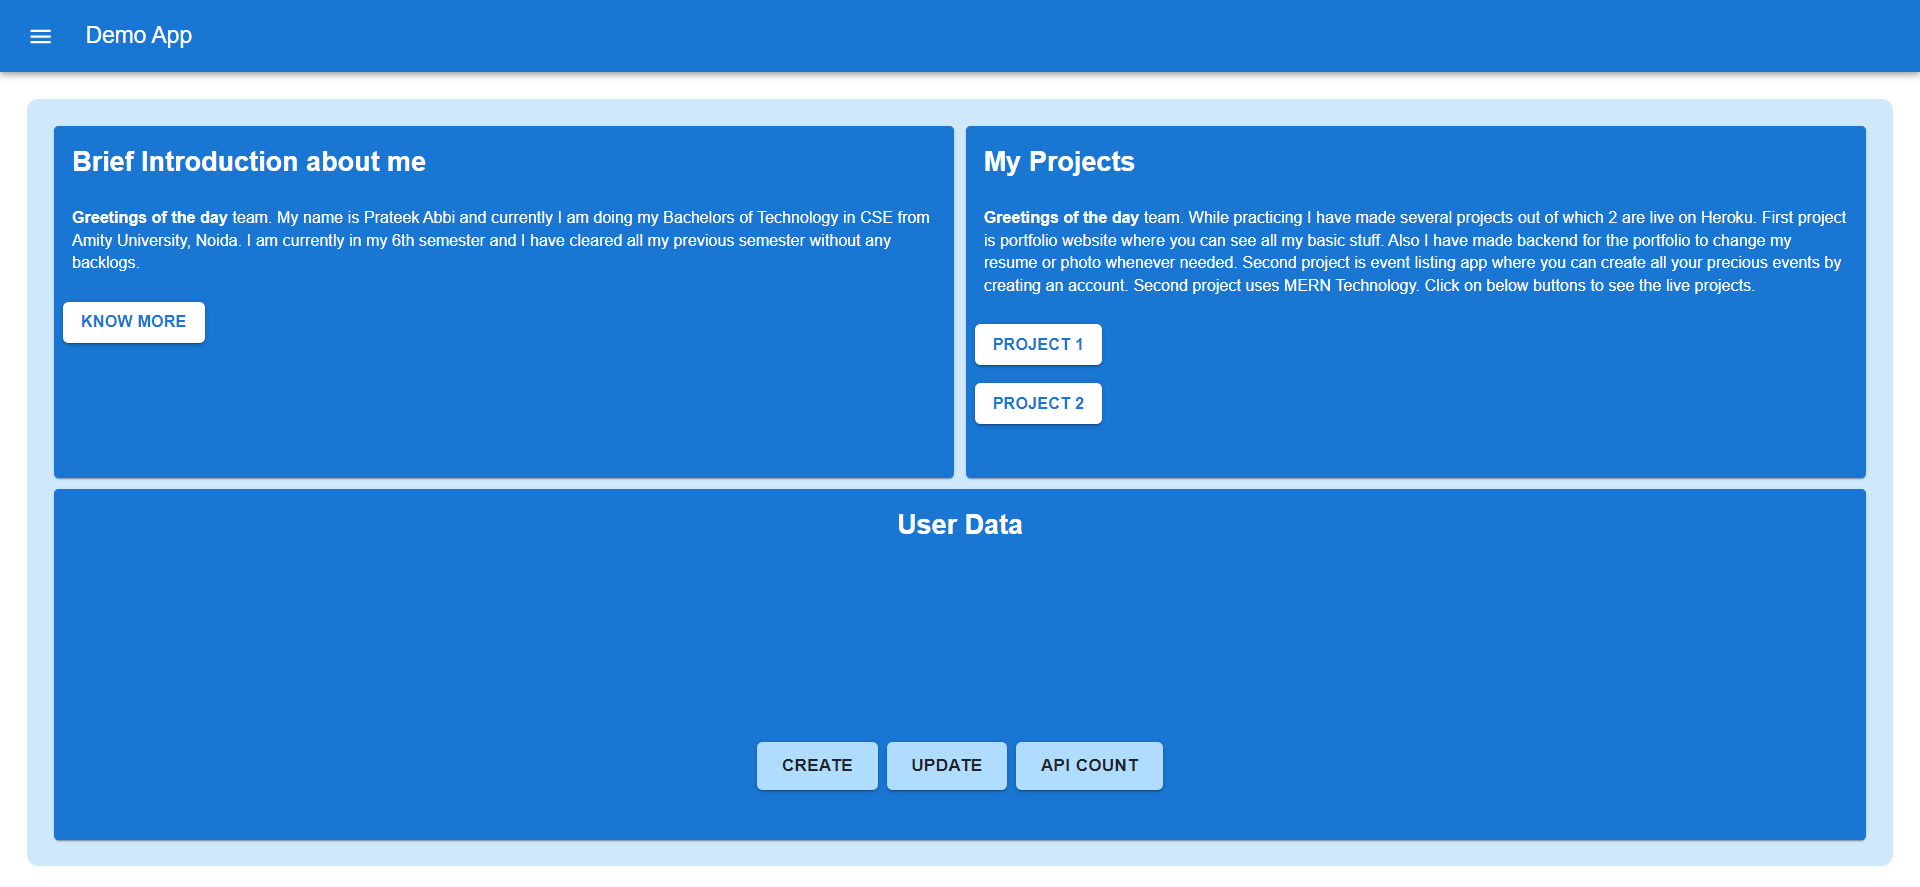 Demo App
Brief Introduction about me
Greetings of the day team. My name is Prateek Abbi and currently I am doing my Bachelors of Technology in CSE from
Amity University, Noida. I am currently in my 6th semester and I have cleared all my previous semester without any
backlogs.
KNOW MORE
My Projects
Greetings of the day team. While practicing I have made several projects out of which 2 are live on Heroku. First project
is portfolio website where you can see all my basic stuff. Also I have made backend for the portfolio to change my
resume or photo whenever needed. Second project is event listing app where you can create all your precious events by
creating an account. Second project uses MERN Technology. Click on below buttons to see the live projects.
PROJECT 1
PROJECT 2
User Data
CREATE
UPDATE
API COUNT